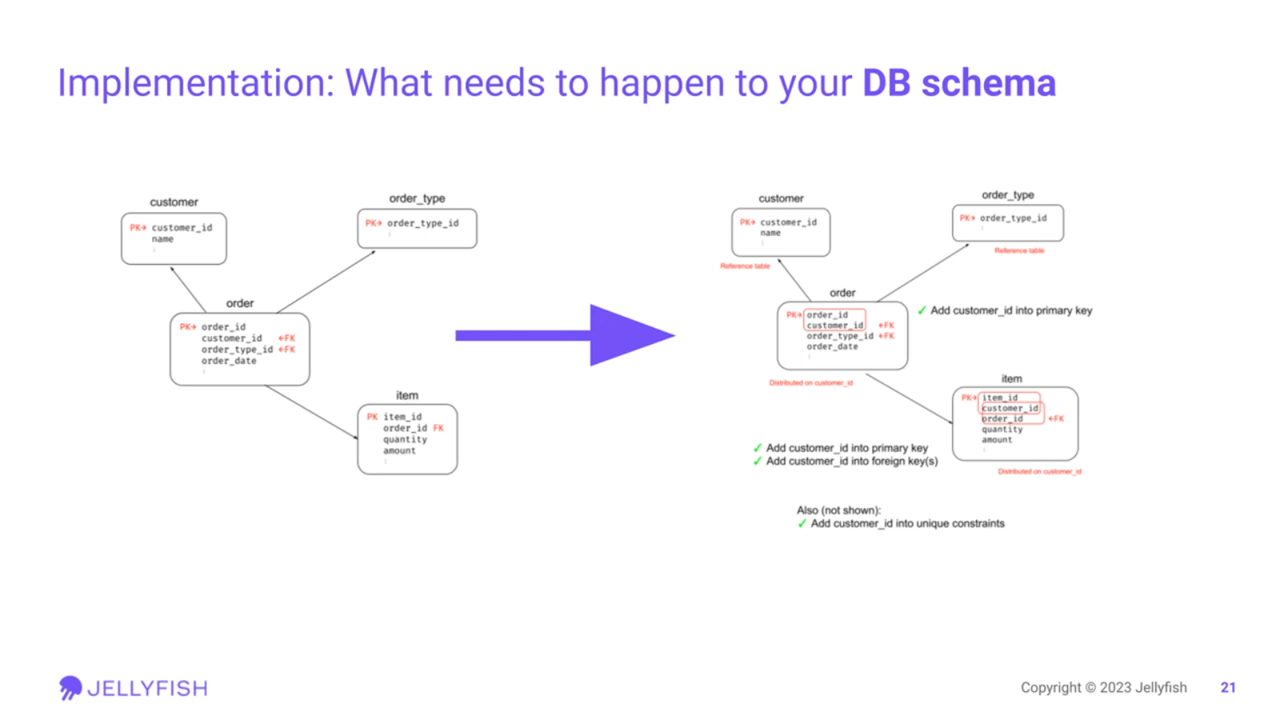 Implementation: What needs to happen to your DB schema
customer
PK→ customer_id
name
order_type
PK→ order_type_id
order
PK→ order_id
customer_id ←FK
order_type_id ←FK
order_date
item
PK item_id
order_id FK
quantity
amount
customer
PK→ customer_id
name
Reference table
order_type
PK→ order_type_id
Reference table
order
PK→ order_id
customer_id ←FK
order_type_id ←FK
order_date
Distributed on customer_id
✓ Add customer_id into primary key
item
PK→ item_id
customer_id
order_id ←FK
quantity
amount
Distributed on customer_id
✓ Add customer_id into primary key
✓ Add customer_id into foreign key(s)
Also (not shown):
✓ Add customer_id into unique constraints
JELLYFISH
Copyright © 2023 Jellyfish 21